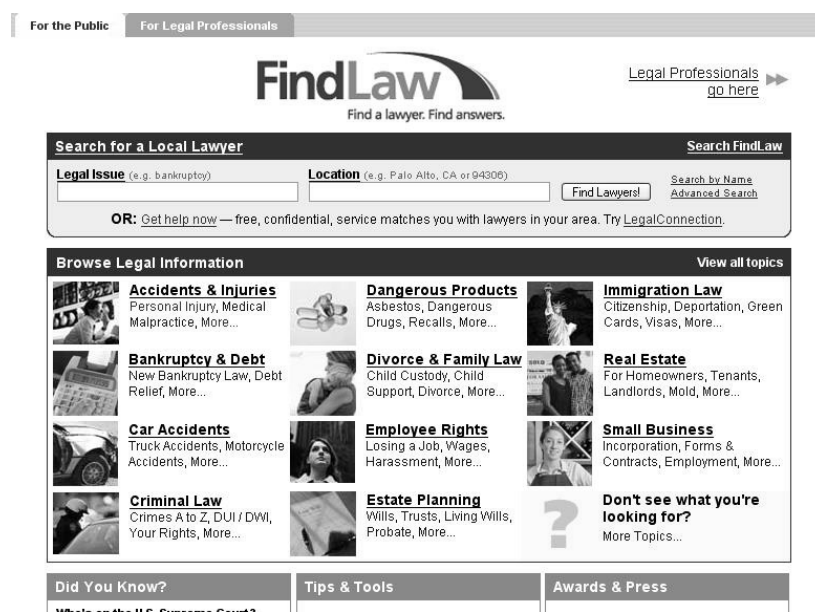 For the Public
For Legal Professionals
FindLaw
Find a lawyer. Find answers.
Legal Professionals
go here
Search for a Local Lawyer
Search FindLaw
Legal Issue (e.g. bankruptcy)
Location (e.g. Palo Alto, CA or 94306)
Find Lawyers!
Search by Name
Advanced Search
OR: Get help now — free, confidential, service matches you with lawyers in your area. Try LegalConnection.
Browse Legal Information
View all topics
Accidents & Injuries
Personal Injury, Medical
Malpractice, More...
Dangerous Products
Asbestos, Dangerous
Drugs, Recalls, More...
Immigration Law
Citizenship, Deportation, Green
Cards, Visas, More...
Bankruptcy & Debt
New Bankruptcy Law, Debt
Relief, More...
Divorce & Family Law
Child Custody, Child
Support, Divorce, More...
Real Estate
For Homeowners, Tenants,
Landlords, Mold, More...
Car Accidents
Truck Accidents, Motorcycle
Accidents, More...
Employee Rights
Losing a Job, Wages,
Harassment, More...
Small Business
Incorporation, Forms &
Contracts, Employment, More...
Criminal Law
Crimes A to Z, DUI / DWI,
Your Rights, More...
Estate Planning
Wills, Trusts, Living Wills,
Probate, More...
?
Don't see what you're
looking for?
More Topics...
Did You Know?
Tips & Tools
Awards & Press
Who's on the U.S. Supreme Court?